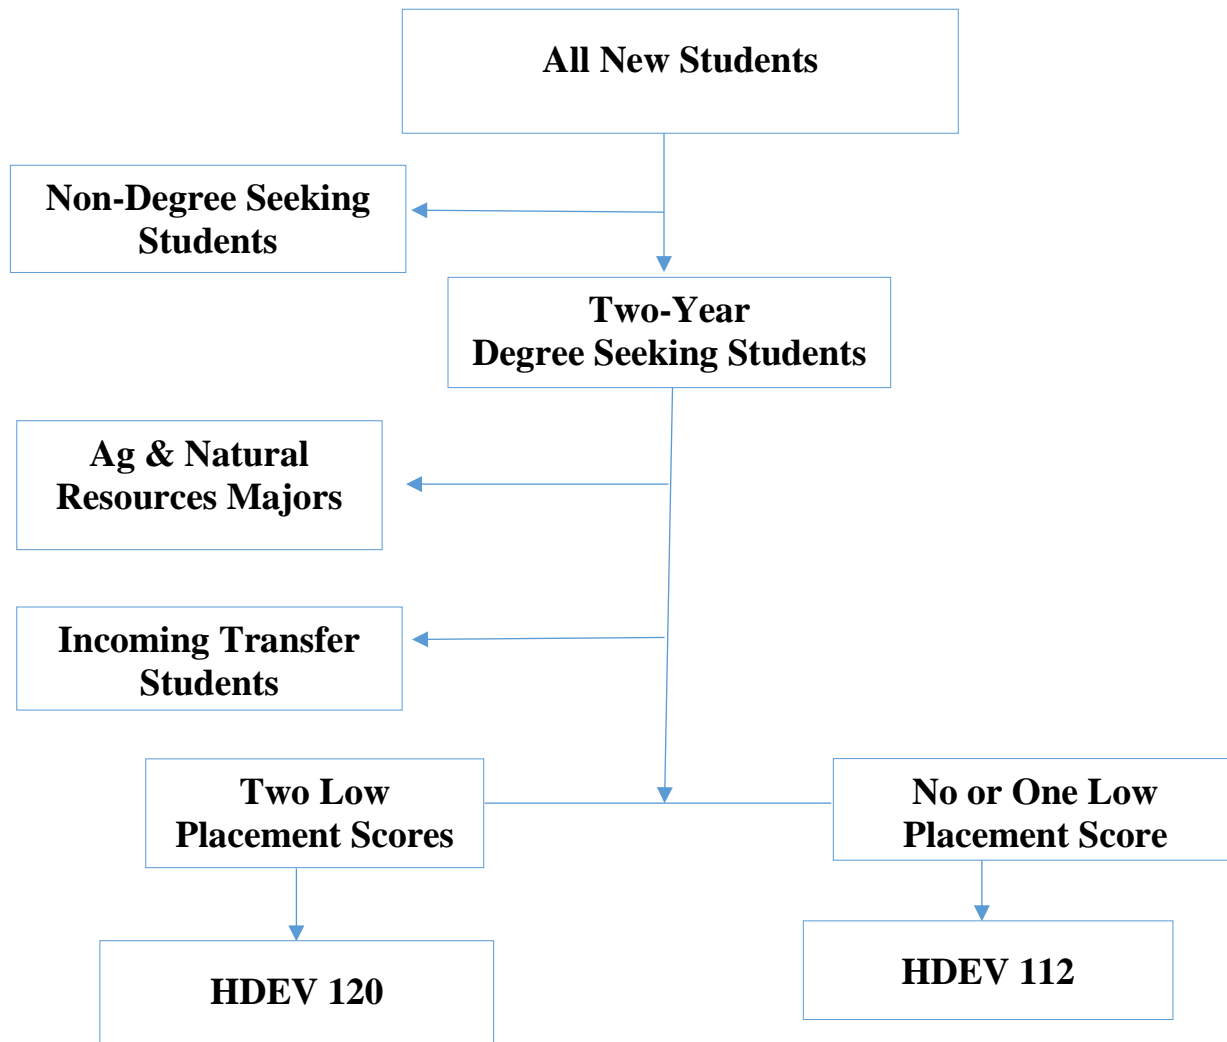 All New Students
Non-Degree Seeking
Students
Two-Year
Degree Seeking Students
Ag & Natural
Resources Majors
Incoming Transfer
Students
Two Low
Placement Scores
No or One Low
Placement Score
HDEV 120
HDEV 112